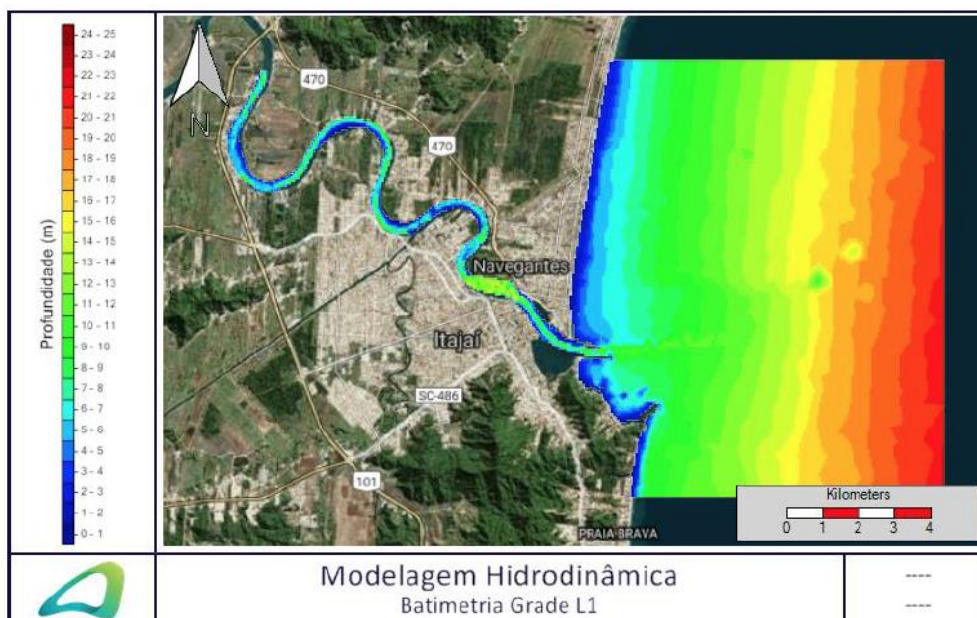 Profundidade (m)
24 - 25
23 - 24
22 - 23
21 - 22
20 - 21
19 - 20
18 - 19
17 - 18
16 - 17
15 - 16
14 - 15
13 - 14
12 - 13
11 - 12
10 - 11
9 - 10
8 - 9
7 - 8
6 - 7
5 - 6
4 - 5
3 - 4
2 - 3
1 - 2
0 - 1
N
470
470
Navegantes
Itajaí
SC-486
101
PRAIA BRAVA
Kilometers
0 1 2 3 4
Modelagem Hidrodinâmica
Batimetria Grade L1
----
----